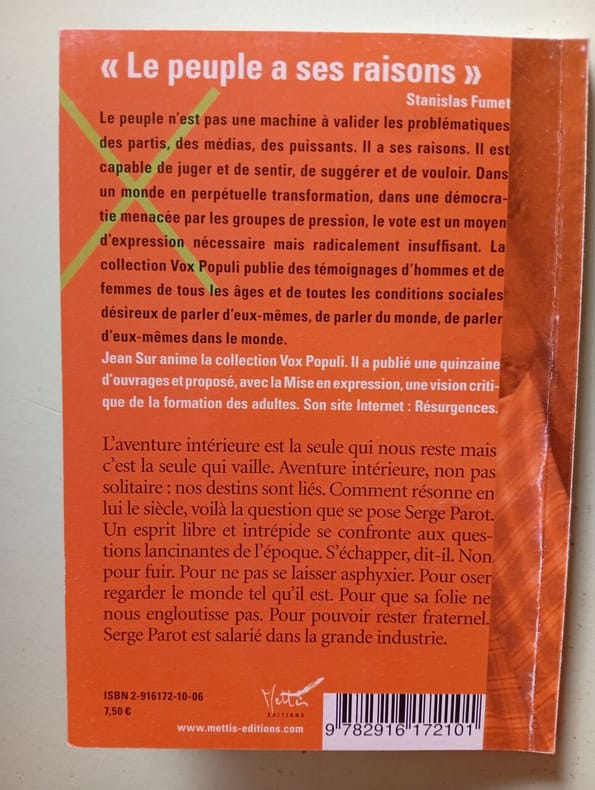 « Le peuple a ses raisons »
Stanislas Fumet
Le peuple n'est pas une machine à valider les problématiques
des partis, des médias, des puissants. Il a ses raisons. Il est
capable de juger et de sentir, de suggérer et de vouloir. Dans
un monde en perpétuelle transformation, dans une démocra-
tie menacée par les groupes de pression, le vote est un moyen
d'expression nécessaire mais radicalement insuffisant. La
collection Vox Populi publie des témoignages d'hommes et de
femmes de tous les âges et de toutes les conditions sociales
désireux de parler d'eux-mêmes, de parler du monde, de parler
d'eux-mêmes dans le monde.
Jean Sur anime la collection Vox Populi. Il a publié une quinzaine
d'ouvrages et proposé, avec la Mise en expression, une vision criti-
que de la formation des adultes. Son site Internet : Résurgences.
L'aventure intérieure est la seule qui nous reste mais
c'est la seule qui vaille. Aventure intérieure, non pas
solitaire : nos destins sont liés. Comment résonne en
lui le siècle, voilà la question que se pose Serge Parot.
Un esprit libre et intrépide se confronte aux ques-
tions lancinantes de l'époque. S'échapper, dit-il. Non
pour fuir. Pour ne pas se laisser asphyxier. Pour oser
regarder le monde tel qu'il est. Pour que sa folie ne
nous engloutisse pas. Pour pouvoir rester fraternel.
Serge Parot est salarié dans la grande industrie.
ISBN 2-916172-10-06
7,50 €
Mettis
ÉDITIONS
www.mettis-editions.com
9 782916 172101